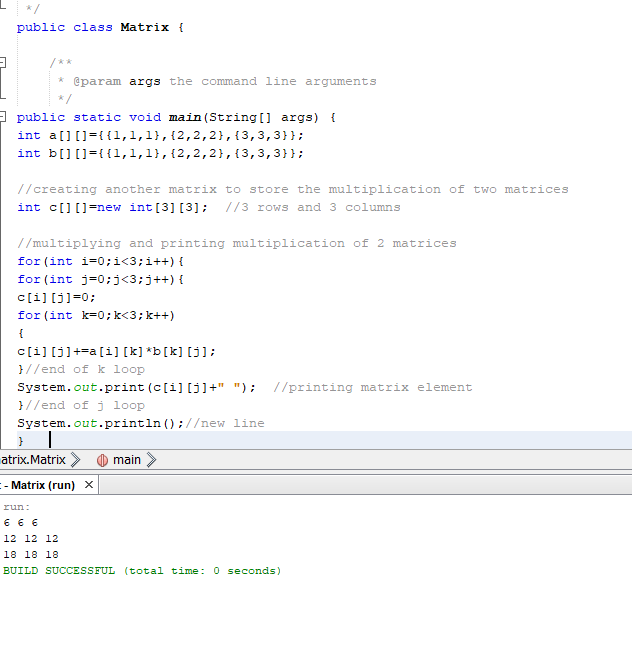 */
public class Matrix {
/**
* @param args the command line arguments
*/
public static void main(String[] args) {
int a[][]={{1,1,1},{2,2,2},{3,3,3}};
int b[][]={{1,1,1},{2,2,2},{3,3,3}};
//creating another matrix to store the multiplication of two matrices
int c[][]=new int[3][3];  //3 rows and 3 columns
//multiplying and printing multiplication of 2 matrices
for(int i=0;i<3;i++){
for(int j=0;j<3;j++){
c[i][j]=0;
for(int k=0;k<3;k++)
{
c[i][j]+=a[i][k]*b[k][j];
}//end of k loop
System.out.print(c[i][j]+" ");  //printing matrix element
}//end of j loop
System.out.println();//new line
}
atrix.Matrix main
- Matrix (run) ×
run:
6 6 6
12 12 12
18 18 18
BUILD SUCCESSFUL (total time: 0 seconds)